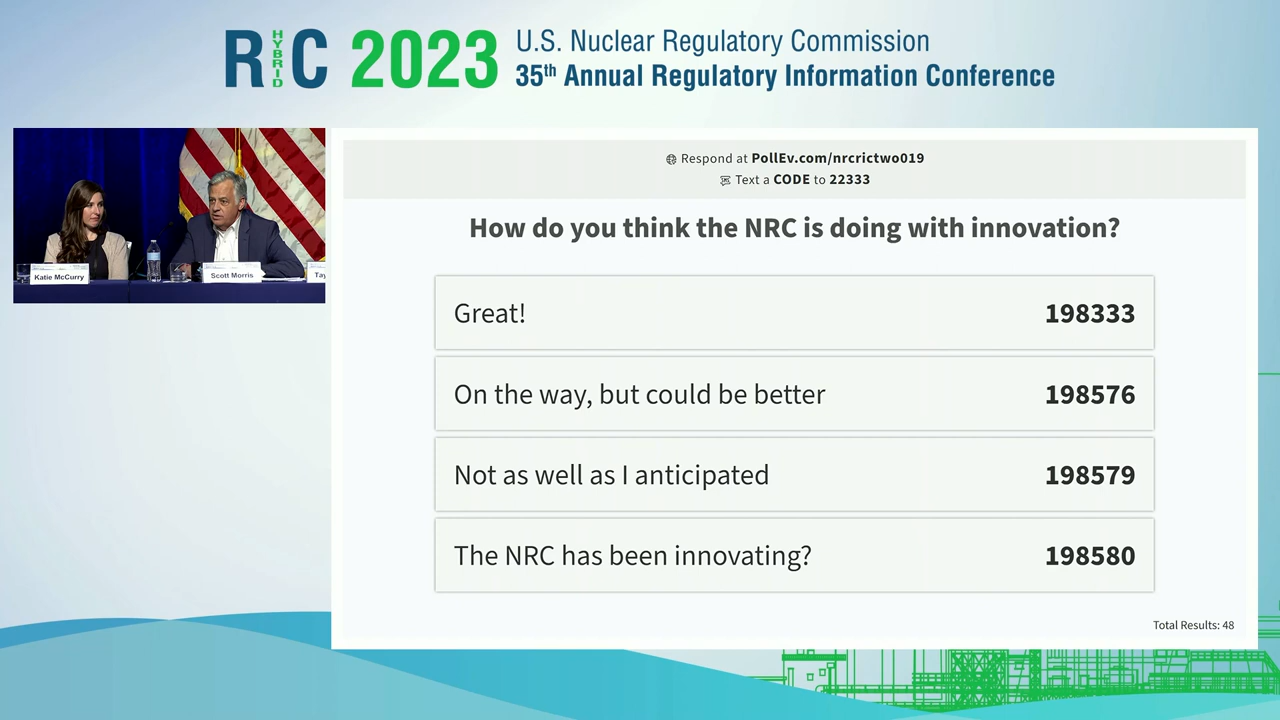 RIC 2023
HYBRID
U.S. Nuclear Regulatory Commission
35th Annual Regulatory Information Conference
Katie McCurry
Scott Morris
Tay
Respond at PollEv.com/nrcrictwo019
Text a CODE to 22333
How do you think the NRC is doing with innovation?
Great! 198333
On the way, but could be better 198576
Not as well as I anticipated 198579
The NRC has been innovating? 198580
Total Results: 48